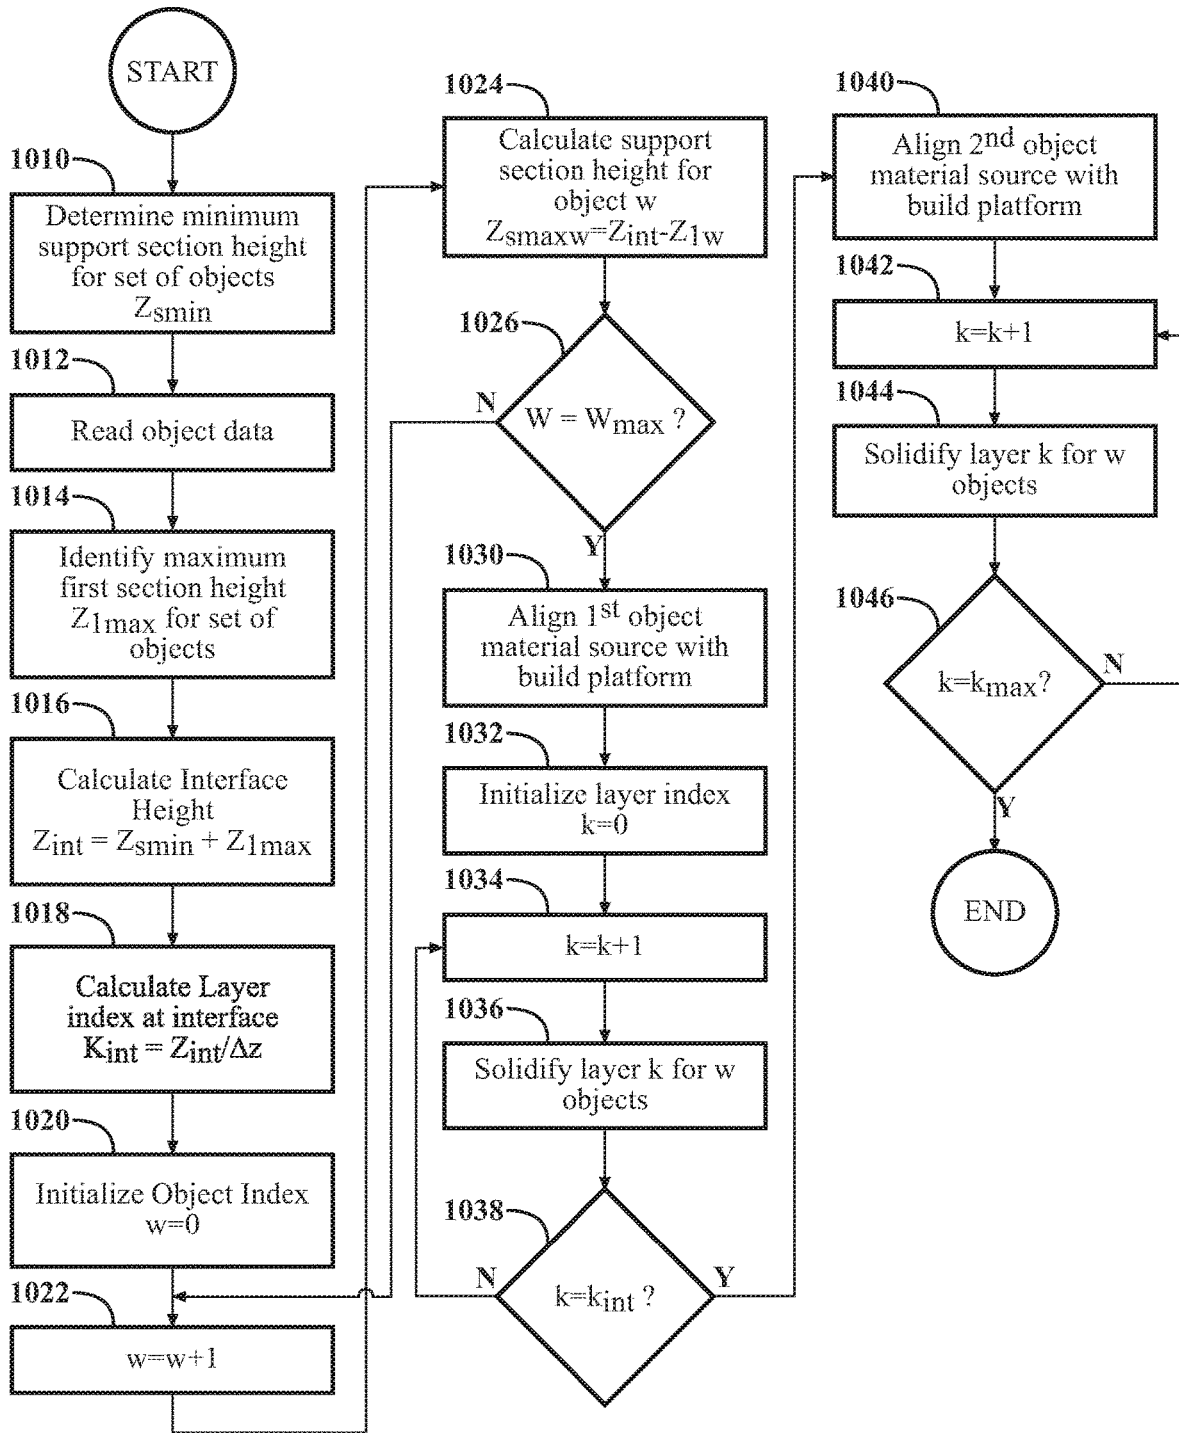 START
1010
Determine minimum
support section height
for set of objects
Zsmin
1012
Read object data
1014
Identify maximum
first section height
Z1max for set of
objects
1016
Calculate Interface
Height
Zint = Zsmin + Z1max
1018
Calculate Layer
index at interface
Kint = Zint/Δz
1020
Initialize Object Index
w=0
1022
w=w+1
1024
Calculate support
section height for
object w
Zsmaxw=Zint-Z1w
1026
N
W = Wmax ?
Y
1030
Align 1st object
material source with
build platform
1032
Initialize layer index
k=0
1034
k=k+1
1036
Solidify layer k for w
objects
1038
N
k=kint ?
Y
1040
Align 2nd object
material source with
build platform
1042
k=k+1
1044
Solidify layer k for w
objects
1046
k=kmax?
N
Y
END